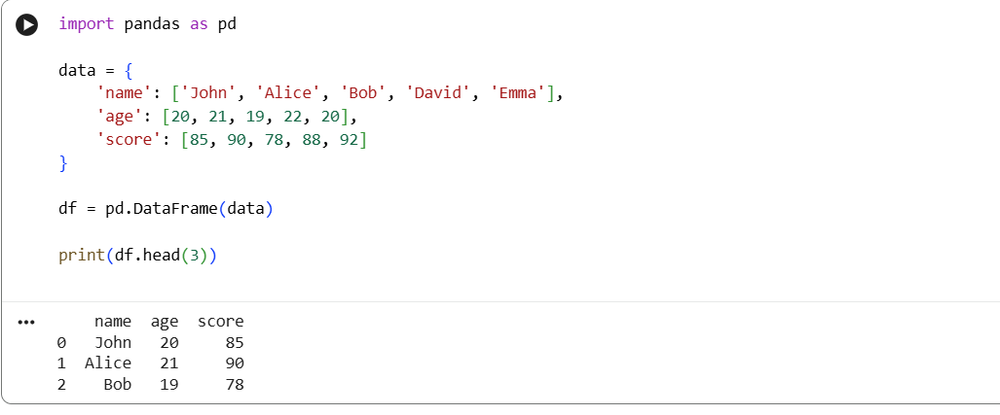 import pandas as pd
data = {
    'name': ['John', 'Alice', 'Bob', 'David', 'Emma'],
    'age': [20, 21, 19, 22, 20],
    'score': [85, 90, 78, 88, 92]
}
df = pd.DataFrame(data)
print(df.head(3))
    name  age  score
0   John   20     85
1  Alice   21     90
2    Bob   19     78